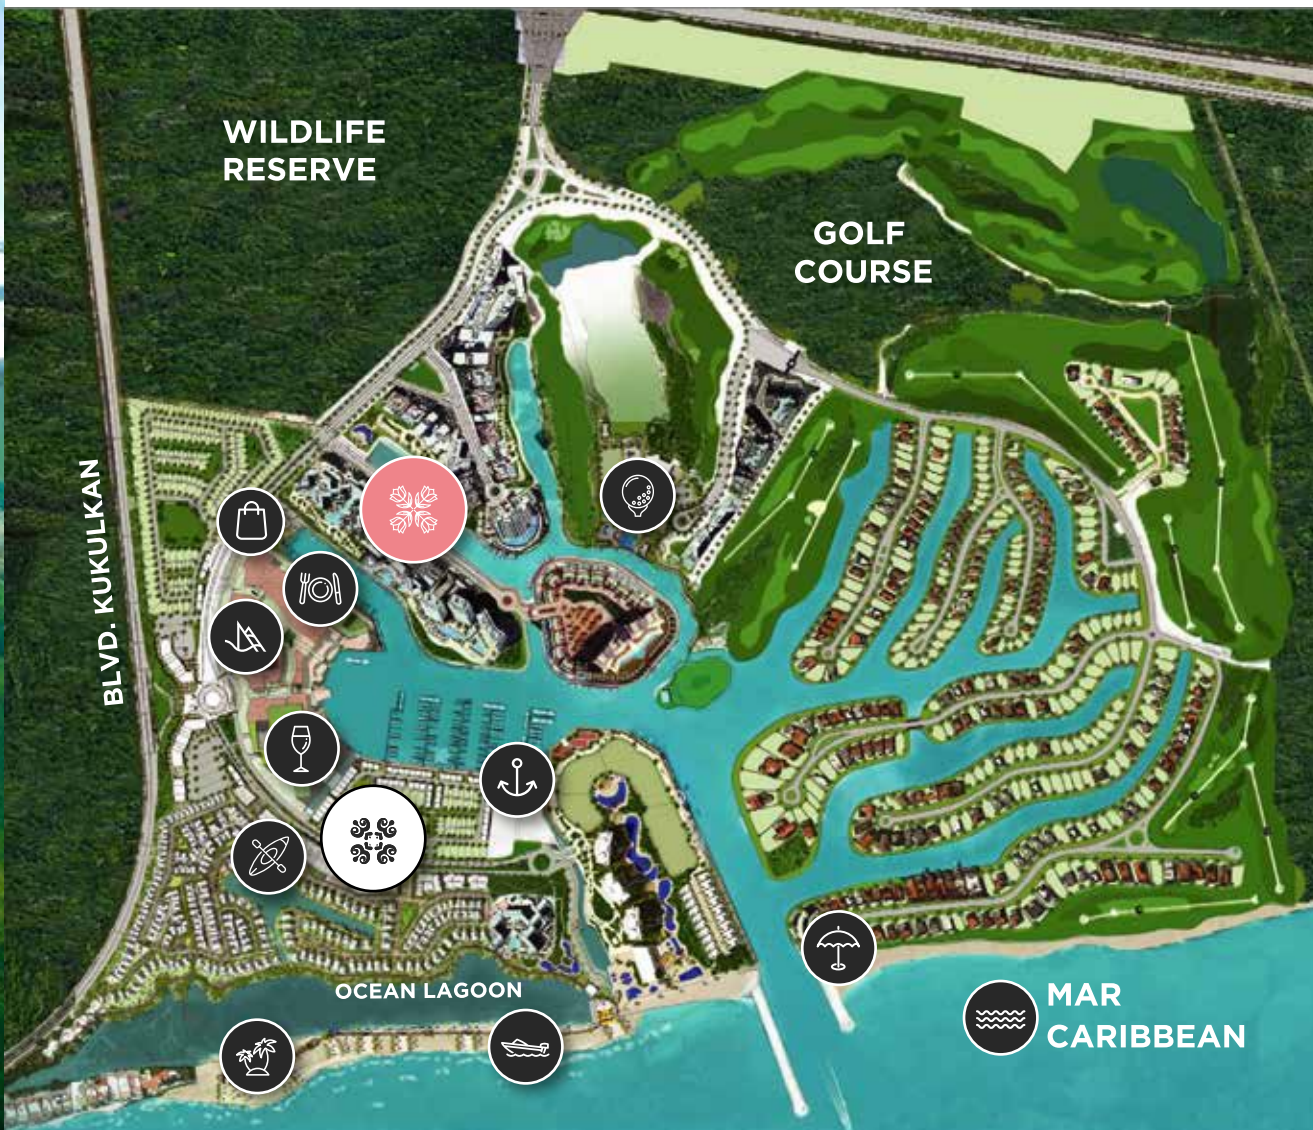 WILDLIFE
RESERVE
GOLF
COURSE
BLVD. KUKULKAN
OCEAN LAGOON
MAR
CARIBBEAN